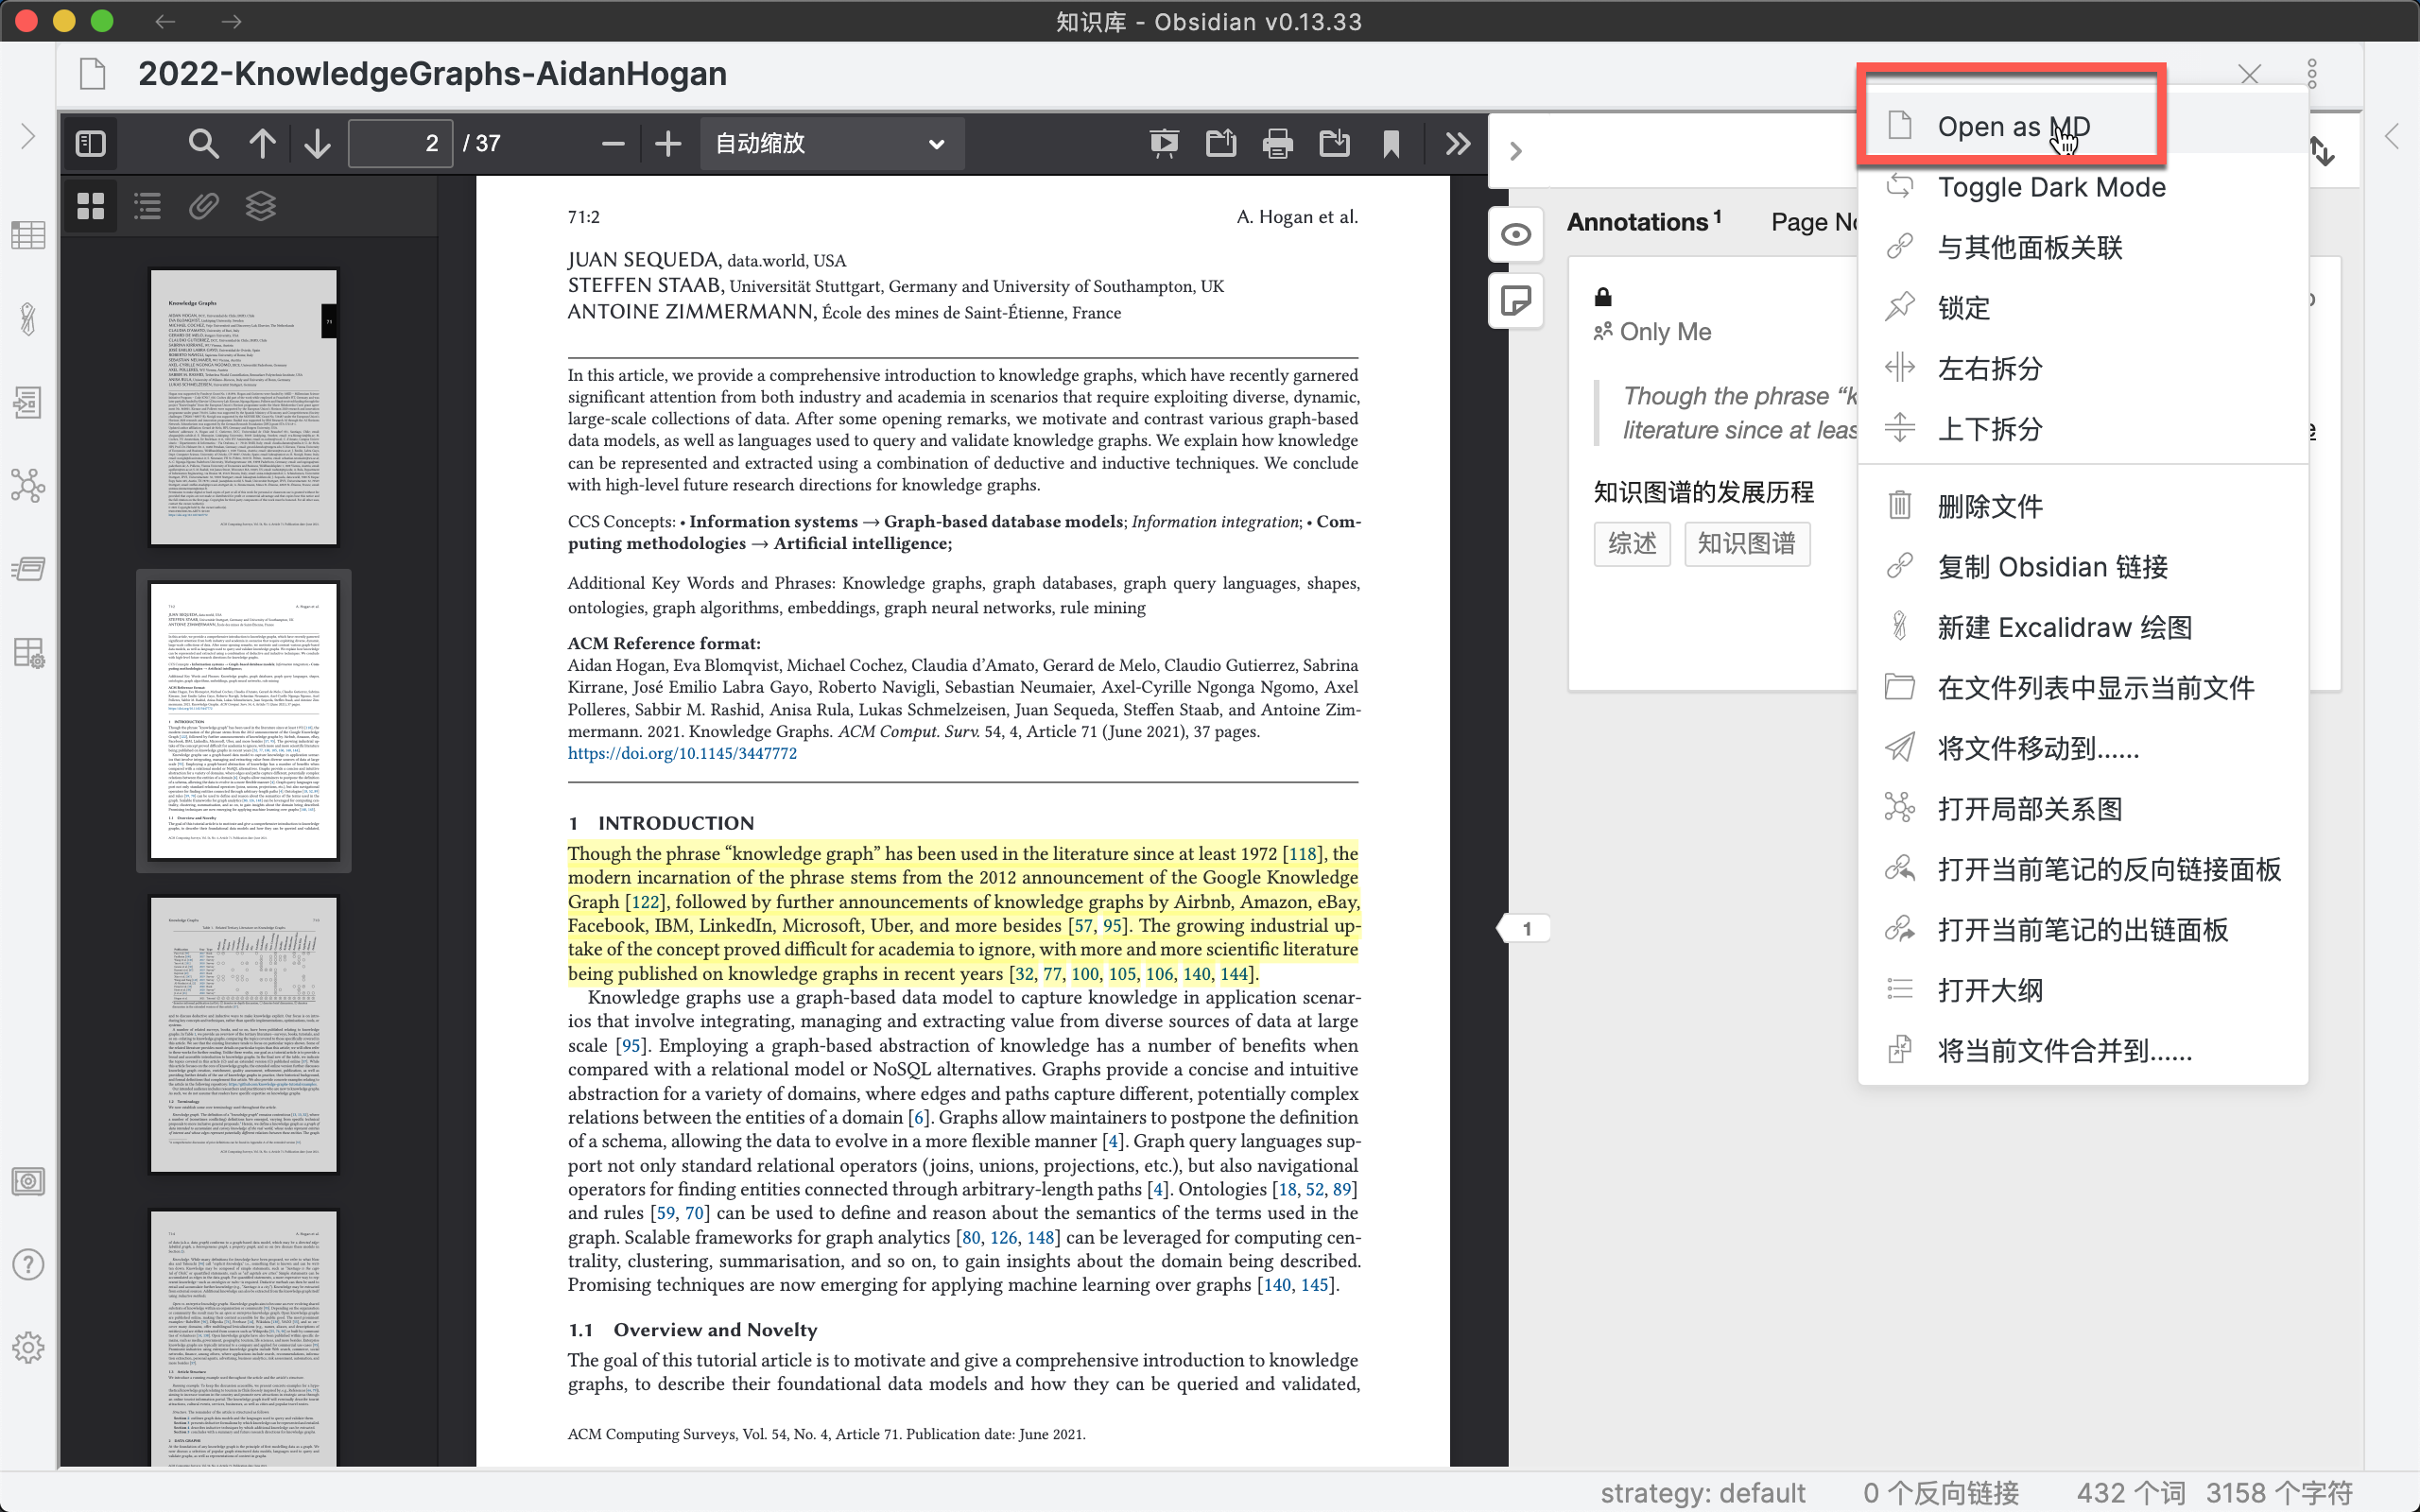 知识库 - Obsidian v0.13.33
2022-KnowledgeGraphs-AidanHogan
2 / 37
自动缩放
71:2
A. Hogan et al.
JUAN SEQUEDA, data.world, USA
STEFFEN STAAB, Universität Stuttgart, Germany and University of Southampton, UK
ANTOINE ZIMMERMANN, École des mines de Saint-Étienne, France
In this article, we provide a comprehensive introduction to knowledge graphs, which have recently garnered
significant attention from both industry and academia in scenarios that require exploiting diverse, dynamic,
large-scale collections of data. After some opening remarks, we motivate and contrast various graph-based
data models, as well as languages used to query and validate knowledge graphs. We explain how knowledge
can be represented and extracted using a combination of deductive and inductive techniques. We conclude
with high-level future research directions for knowledge graphs.
CCS Concepts: • Information systems → Graph-based database models; Information integration; • Com-
puting methodologies → Artificial intelligence;
Additional Key Words and Phrases: Knowledge graphs, graph databases, graph query languages, shapes,
ontologies, graph algorithms, embeddings, graph neural networks, rule mining
ACM Reference format:
Aidan Hogan, Eva Blomqvist, Michael Cochez, Claudia d’Amato, Gerard de Melo, Claudio Gutierrez, Sabrina
Kirrane, José Emilio Labra Gayo, Roberto Navigli, Sebastian Neumaier, Axel-Cyrille Ngonga Ngomo, Axel
Polleres, Sabbir M. Rashid, Anisa Rula, Lukas Schmelzeisen, Juan Sequeda, Steffen Staab, and Antoine Zim-
mermann. 2021. Knowledge Graphs. ACM Comput. Surv. 54, 4, Article 71 (June 2021), 37 pages.
https://doi.org/10.1145/3447772
1 INTRODUCTION
Though the phrase “knowledge graph” has been used in the literature since at least 1972 [118], the
modern incarnation of the phrase stems from the 2012 announcement of the Google Knowledge
Graph [122], followed by further announcements of knowledge graphs by Airbnb, Amazon, eBay,
Facebook, IBM, LinkedIn, Microsoft, Uber, and more besides [57, 95]. The growing industrial up-
take of the concept proved difficult for academia to ignore, with more and more scientific literature
being published on knowledge graphs in recent years [32, 77, 100, 105, 106, 140, 144].
Knowledge graphs use a graph-based data model to capture knowledge in application scenar-
ios that involve integrating, managing and extracting value from diverse sources of data at large
scale [95]. Employing a graph-based abstraction of knowledge has a number of benefits when
compared with a relational model or NoSQL alternatives. Graphs provide a concise and intuitive
abstraction for a variety of domains, where edges and paths capture different, potentially complex
relations between the entities of a domain [6]. Graphs allow maintainers to postpone the definition
of a schema, allowing the data to evolve in a more flexible manner [4]. Graph query languages sup-
port not only standard relational operators (joins, unions, projections, etc.), but also navigational
operators for finding entities connected through arbitrary-length paths [4]. Ontologies [18, 52, 89]
and rules [59, 70] can be used to define and reason about the semantics of the terms used in the
graph. Scalable frameworks for graph analytics [80, 126, 148] can be leveraged for computing cen-
trality, clustering, summarisation, and so on, to gain insights about the domain being described.
Promising techniques are now emerging for applying machine learning over graphs [140, 145].
1.1 Overview and Novelty
The goal of this tutorial article is to motivate and give a comprehensive introduction to knowledge
graphs, to describe their foundational data models and how they can be queried and validated,
ACM Computing Surveys, Vol. 54, No. 4, Article 71. Publication date: June 2021.
1
Annotations 1
Page No
Only Me
Though the phrase “k
literature since at leas
知识图谱的发展历程
综述
知识图谱
Open as MD
Toggle Dark Mode
与其他面板关联
锁定
左右拆分
上下拆分
删除文件
复制 Obsidian 链接
新建 Excalidraw 绘图
在文件列表中显示当前文件
将文件移动到……
打开局部关系图
打开当前笔记的反向链接面板
打开当前笔记的出链面板
打开大纲
将当前文件合并到……
strategy: default
0 个反向链接
432 个词
3158 个字符